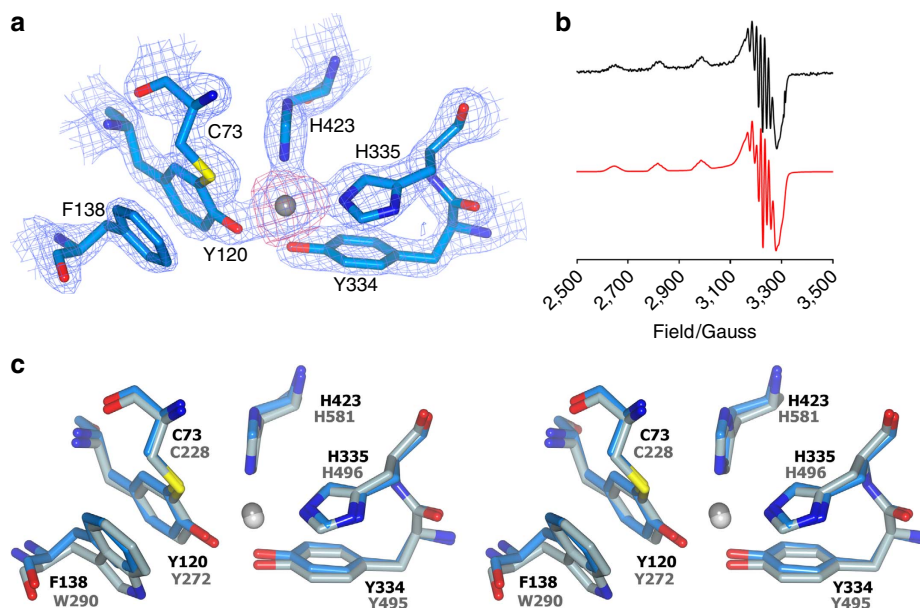 a
C73
H423
H335
F138
Y120
Y334
b
2,500
2,700
2,900
3,100
3,300
3,500
Field/Gauss
c
H423
H581
C73
C228
H335
H496
Y120
Y272
F138
W290
Y334
Y495
H423
H581
C73
C228
H335
H496
Y120
Y272
F138
W290
Y334
Y495